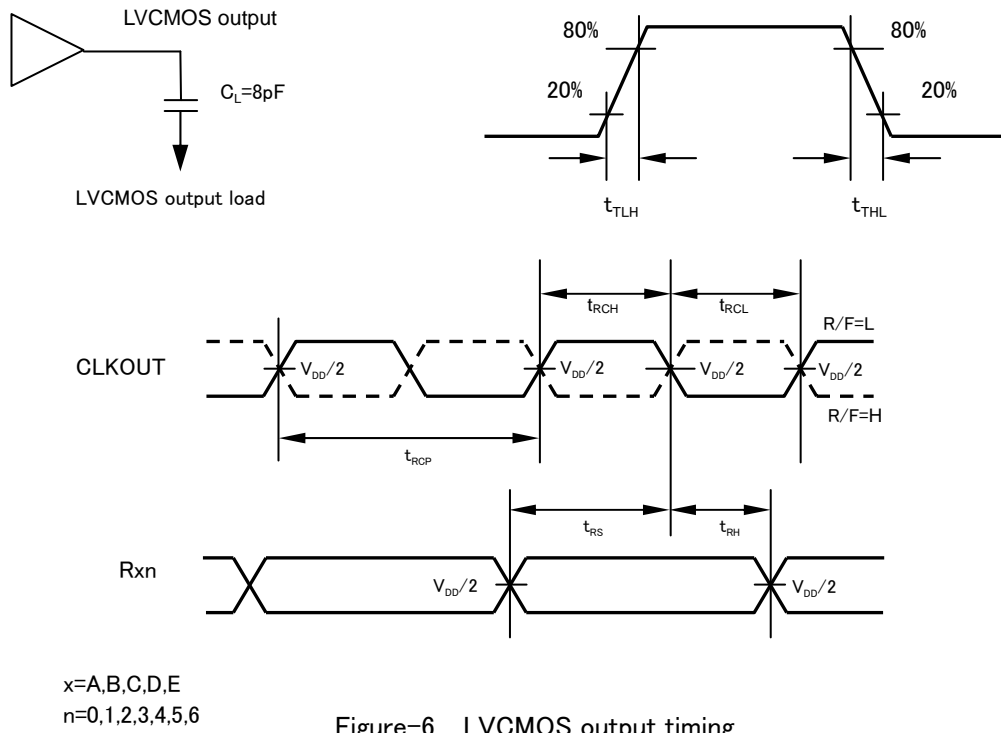 LVCMOS output
C_L=8pF
LVCMOS output load
80% 80%
20% 20%
t_TLH t_THL
t_RCH t_RCL
R/F=L
CLKOUT V_DD/2 V_DD/2 V_DD/2 V_DD/2
R/F=H
t_RCP
t_RS t_RH
Rxn V_DD/2 V_DD/2
x=A,B,C,D,E
n=0,1,2,3,4,5,6
Figure-6 LVCMOS output timing